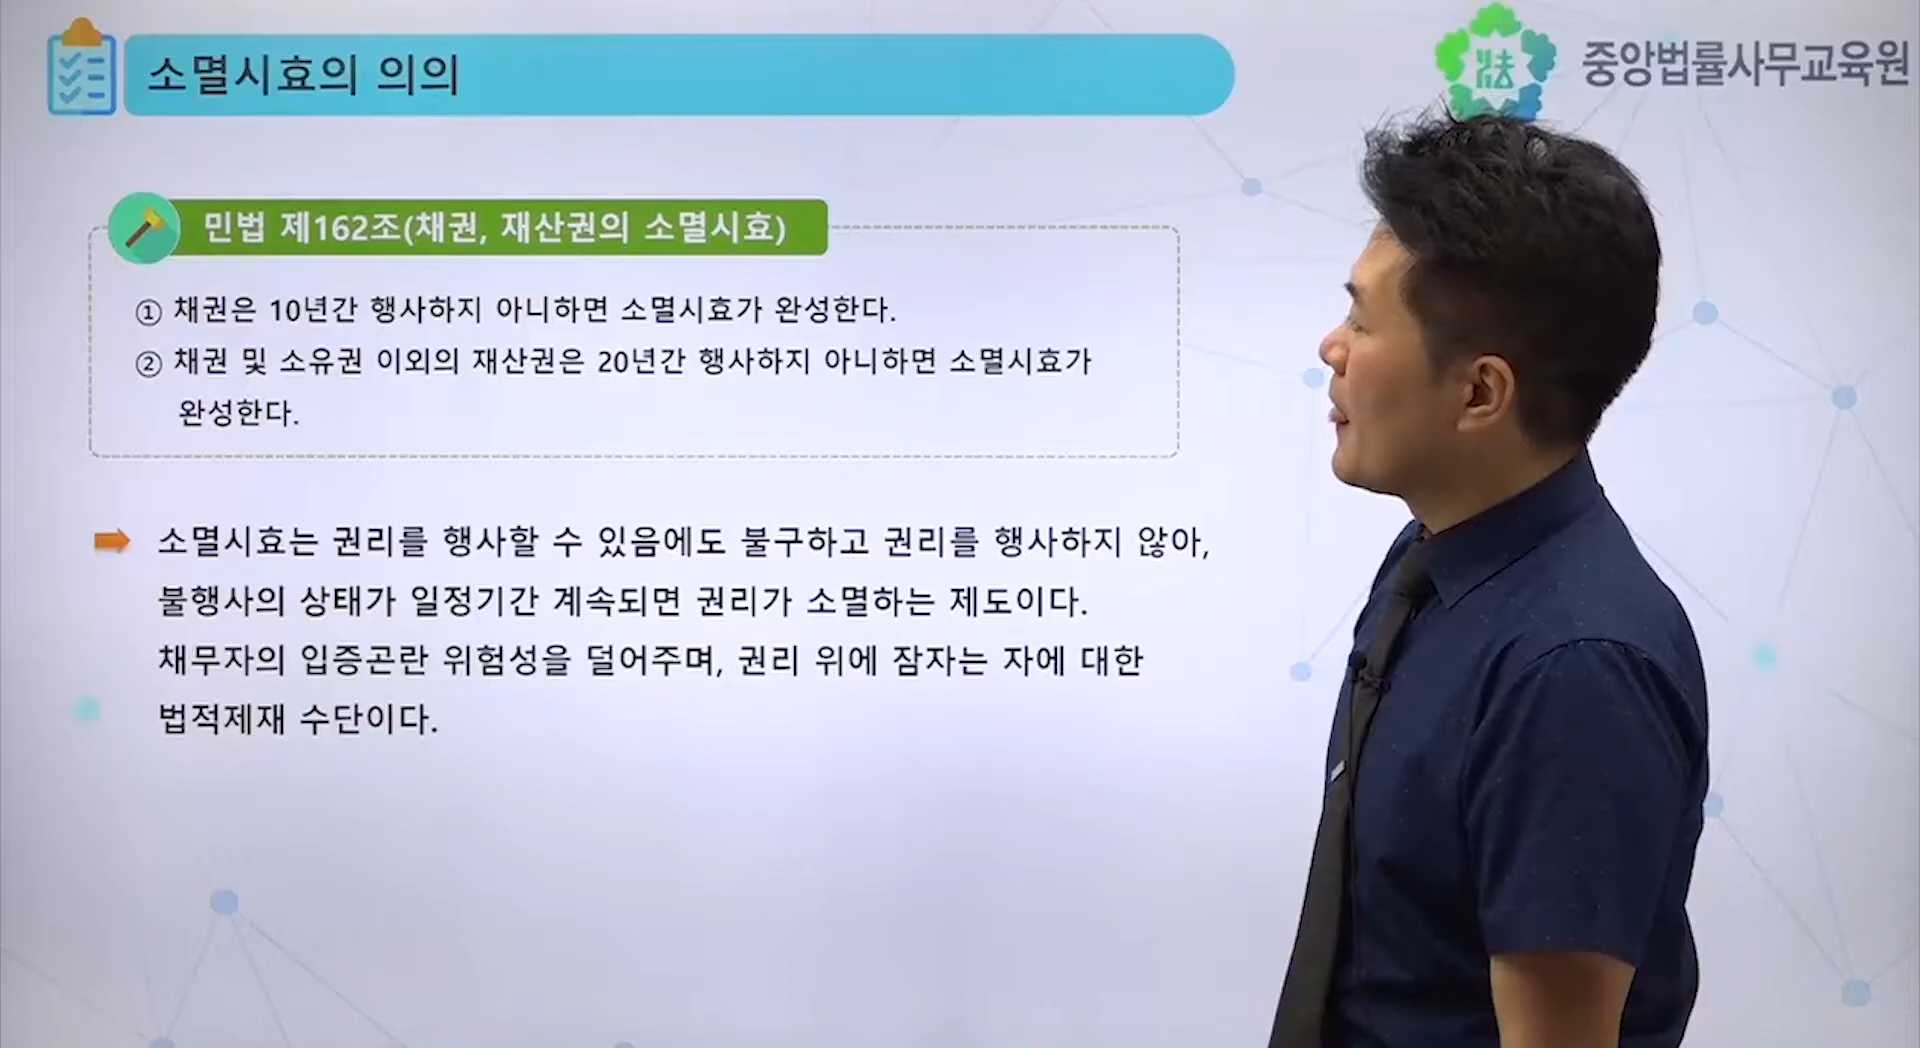 소멸시효의 의의
중앙법률사무교육원
민법 제162조(채권, 재산권의 소멸시효)
① 채권은 10년간 행사하지 아니하면 소멸시효가 완성한다.
② 채권 및 소유권 이외의 재산권은 20년간 행사하지 아니하면 소멸시효가
완성한다.
소멸시효는 권리를 행사할 수 있음에도 불구하고 권리를 행사하지 않아,
불행사의 상태가 일정기간 계속되면 권리가 소멸하는 제도이다.
채무자의 입증곤란 위험성을 덜어주며, 권리 위에 잠자는 자에 대한
법적제재 수단이다.